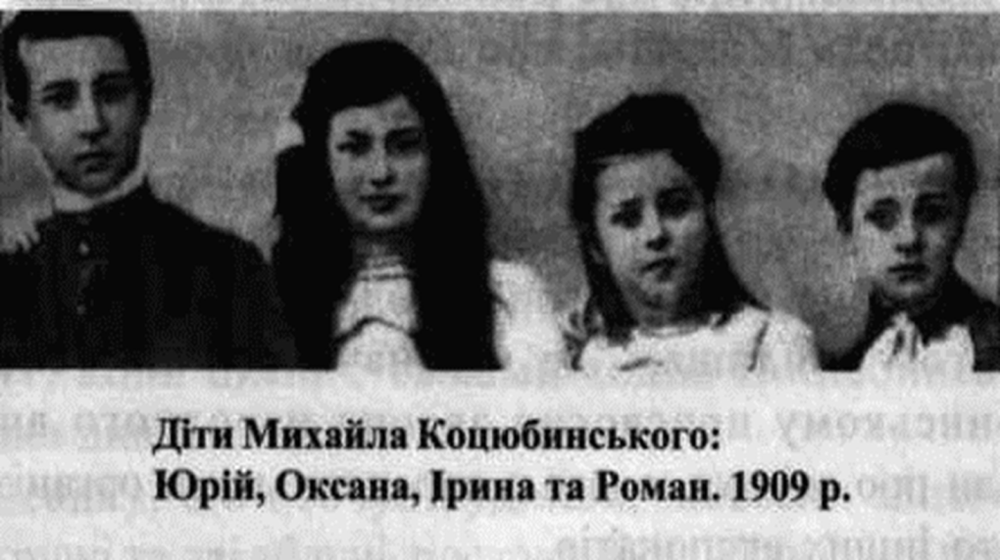 Діти Михайла Коцюбинського:
Юрій, Оксана, Ірина та Роман. 1909 р.